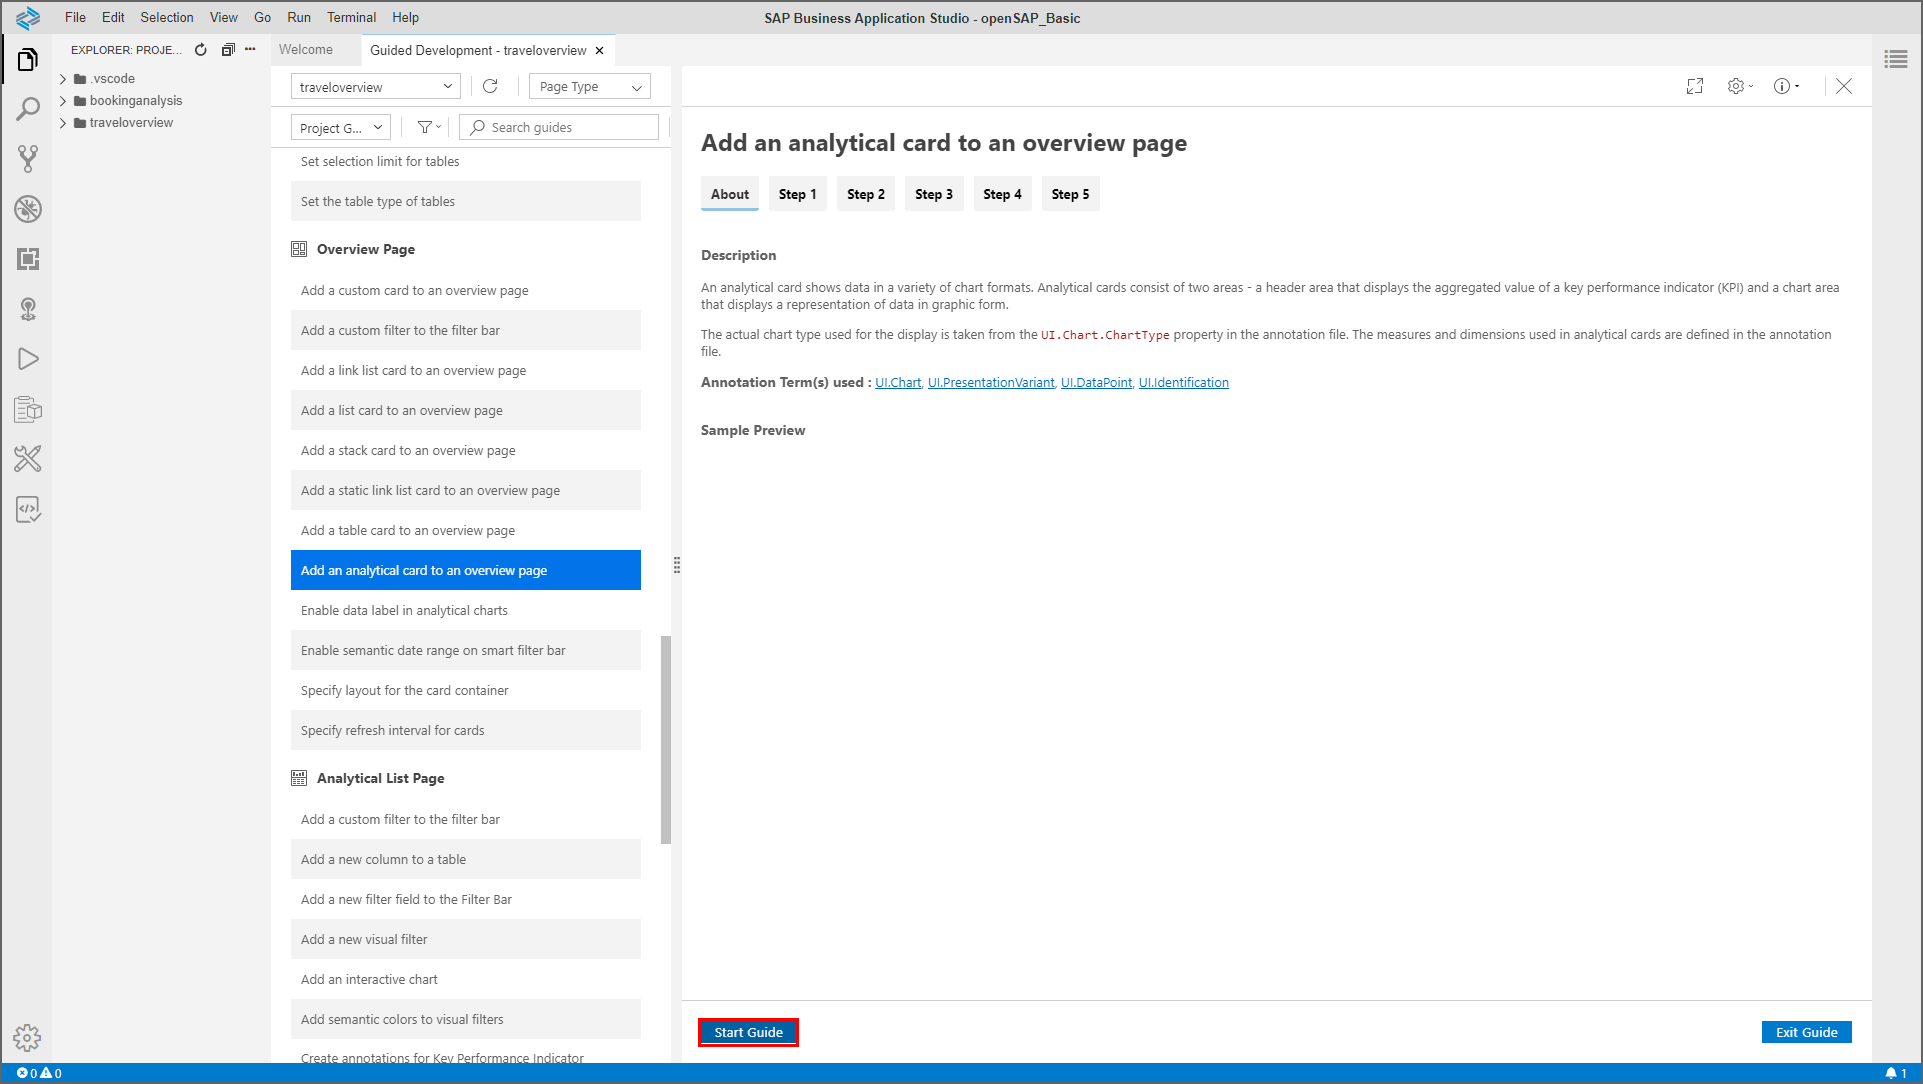 File Edit Selection View Go Run Terminal Help
SAP Business Application Studio - openSAP_Basic
EXPLORER: PROJE...
.vscode
bookinganalysis
traveloverview
Welcome
Guided Development - traveloverview
traveloverview
Page Type
Project G...
Search guides
Set selection limit for tables
Set the table type of tables
Overview Page
Add a custom card to an overview page
Add a custom filter to the filter bar
Add a link list card to an overview page
Add a list card to an overview page
Add a stack card to an overview page
Add a static link list card to an overview page
Add a table card to an overview page
Add an analytical card to an overview page
Enable data label in analytical charts
Enable semantic date range on smart filter bar
Specify layout for the card container
Specify refresh interval for cards
Analytical List Page
Add a custom filter to the filter bar
Add a new column to a table
Add a new filter field to the Filter Bar
Add a new visual filter
Add an interactive chart
Add semantic colors to visual filters
Create annotations for Key Performance Indicator
Add an analytical card to an overview page
About Step 1 Step 2 Step 3 Step 4 Step 5
Description
An analytical card shows data in a variety of chart formats. Analytical cards consist of two areas - a header area that displays the aggregated value of a key performance indicator (KPI) and a chart area
that displays a representation of data in graphic form.
The actual chart type used for the display is taken from the UI.Chart.ChartType property in the annotation file. The measures and dimensions used in analytical cards are defined in the annotation
file.
Annotation Term(s) used : UI.Chart, UI.PresentationVariant, UI.DataPoint, UI.Identification
Sample Preview
Start Guide
Exit Guide
0 0
1